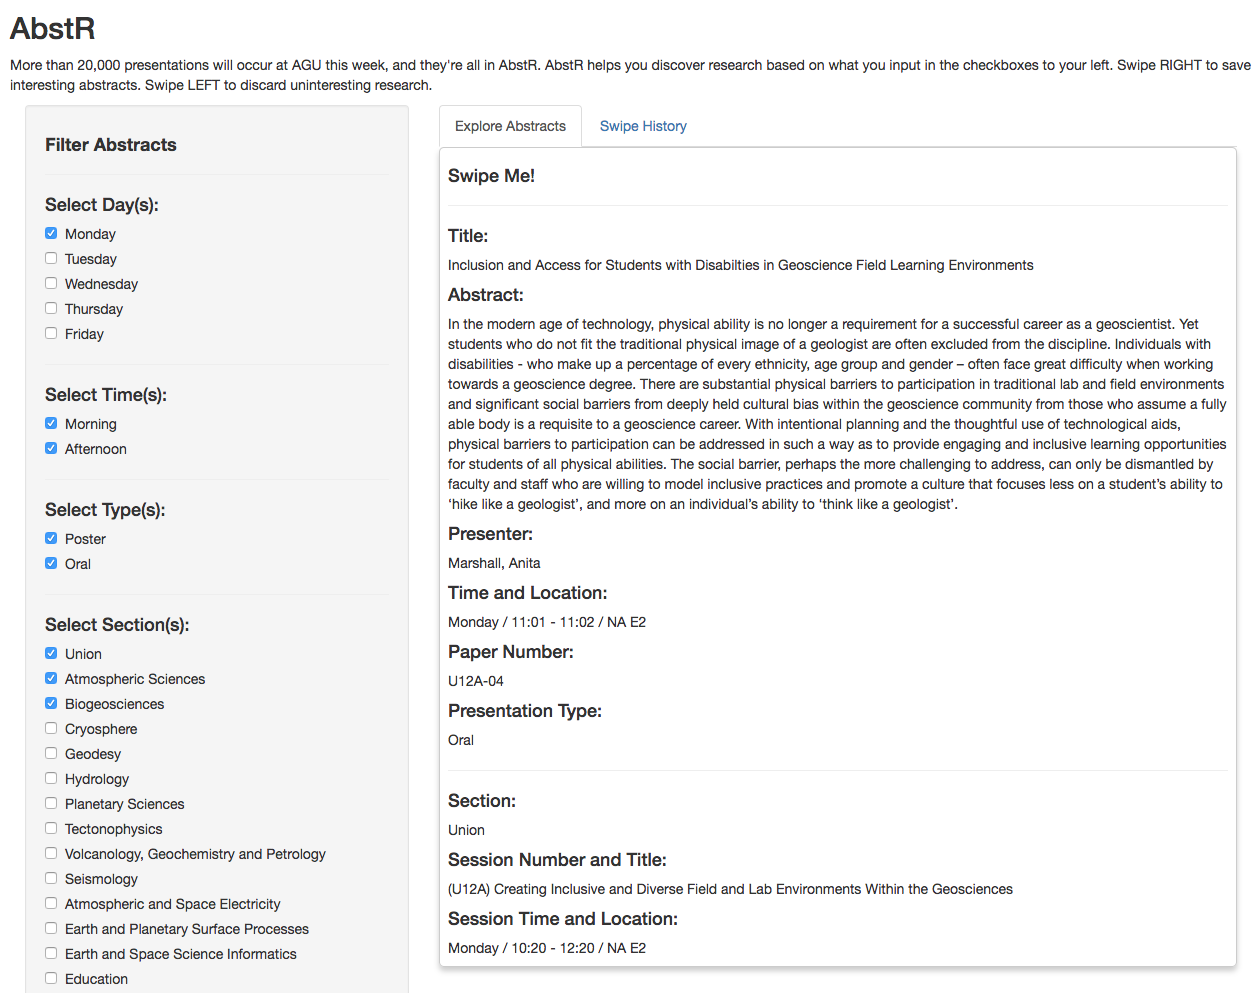 AbstR
More than 20,000 presentations will occur at AGU this week, and they're all in AbstR. AbstR helps you discover research based on what you input in the checkboxes to your left. Swipe RIGHT to save
interesting abstracts. Swipe LEFT to discard uninteresting research.
Filter Abstracts
Select Day(s):
Monday
Tuesday
Wednesday
Thursday
Friday
Select Time(s):
Morning
Afternoon
Select Type(s):
Poster
Oral
Select Section(s):
Union
Atmospheric Sciences
Biogeosciences
Cryosphere
Geodesy
Hydrology
Planetary Sciences
Tectonophysics
Volcanology, Geochemistry and Petrology
Seismology
Atmospheric and Space Electricity
Earth and Planetary Surface Processes
Earth and Space Science Informatics
Education
Explore Abstracts
Swipe History
Swipe Me!
Title:
Inclusion and Access for Students with Disabilties in Geoscience Field Learning Environments
Abstract:
In the modern age of technology, physical ability is no longer a requirement for a successful career as a geoscientist. Yet
students who do not fit the traditional physical image of a geologist are often excluded from the discipline. Individuals with
disabilities - who make up a percentage of every ethnicity, age group and gender – often face great difficulty when working
towards a geoscience degree. There are substantial physical barriers to participation in traditional lab and field environments
and significant social barriers from deeply held cultural bias within the geoscience community from those who assume a fully
able body is a requisite to a geoscience career. With intentional planning and the thoughtful use of technological aids,
physical barriers to participation can be addressed in such a way as to provide engaging and inclusive learning opportunities
for students of all physical abilities. The social barrier, perhaps the more challenging to address, can only be dismantled by
faculty and staff who are willing to model inclusive practices and promote a culture that focuses less on a student’s ability to
‘hike like a geologist’, and more on an individual’s ability to ‘think like a geologist’.
Presenter:
Marshall, Anita
Time and Location:
Monday / 11:01 - 11:02 / NA E2
Paper Number:
U12A-04
Presentation Type:
Oral
Section:
Union
Session Number and Title:
(U12A) Creating Inclusive and Diverse Field and Lab Environments Within the Geosciences
Session Time and Location:
Monday / 10:20 - 12:20 / NA E2